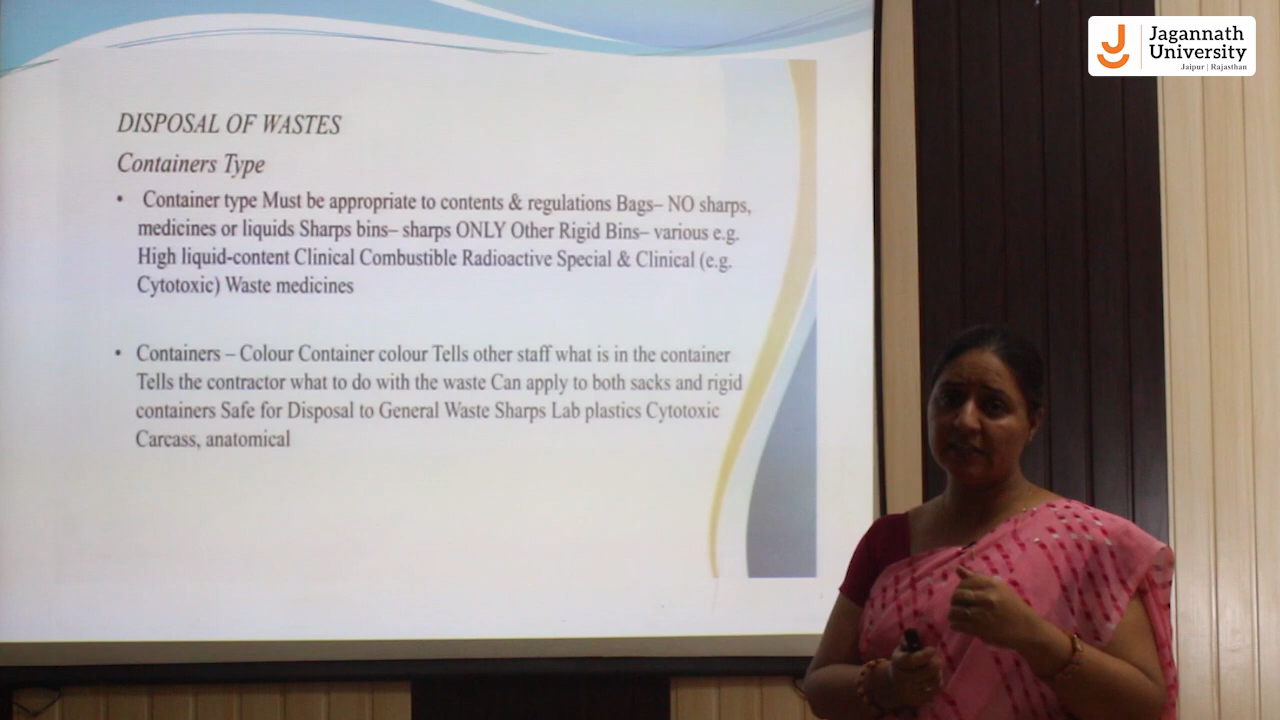 Jagannath
University
Jaipur | Rajasthan
DISPOSAL OF WASTES
Containers Type
• Container type Must be appropriate to contents & regulations Bags– NO sharps,
medicines or liquids Sharps bins– sharps ONLY Other Rigid Bins– various e.g.
High liquid-content Clinical Combustible Radioactive Special & Clinical (e.g.
Cytotoxic) Waste medicines
• Containers – Colour Container colour Tells other staff what is in the container
Tells the contractor what to do with the waste Can apply to both sacks and rigid
containers Safe for Disposal to General Waste Sharps Lab plastics Cytotoxic
Carcass, anatomical